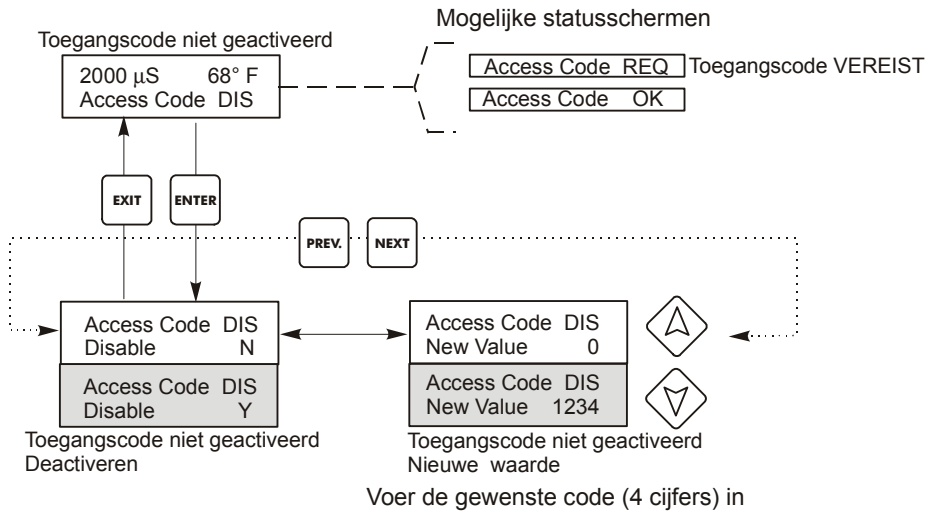 Mogelijke statusschermen
Toegangscode niet geactiveerd
2000 µS 68° F
Access Code DIS
Access Code REQ Toegangscode VEREIST
Access Code OK
EXIT
ENTER
PREV.
NEXT
Access Code DIS
Disable N
Access Code DIS
Disable Y
Toegangscode niet geactiveerd
Deactiveren
Access Code DIS
New Value 0
Access Code DIS
New Value 1234
Toegangscode niet geactiveerd
Nieuwe waarde
Voer de gewenste code (4 cijfers) in